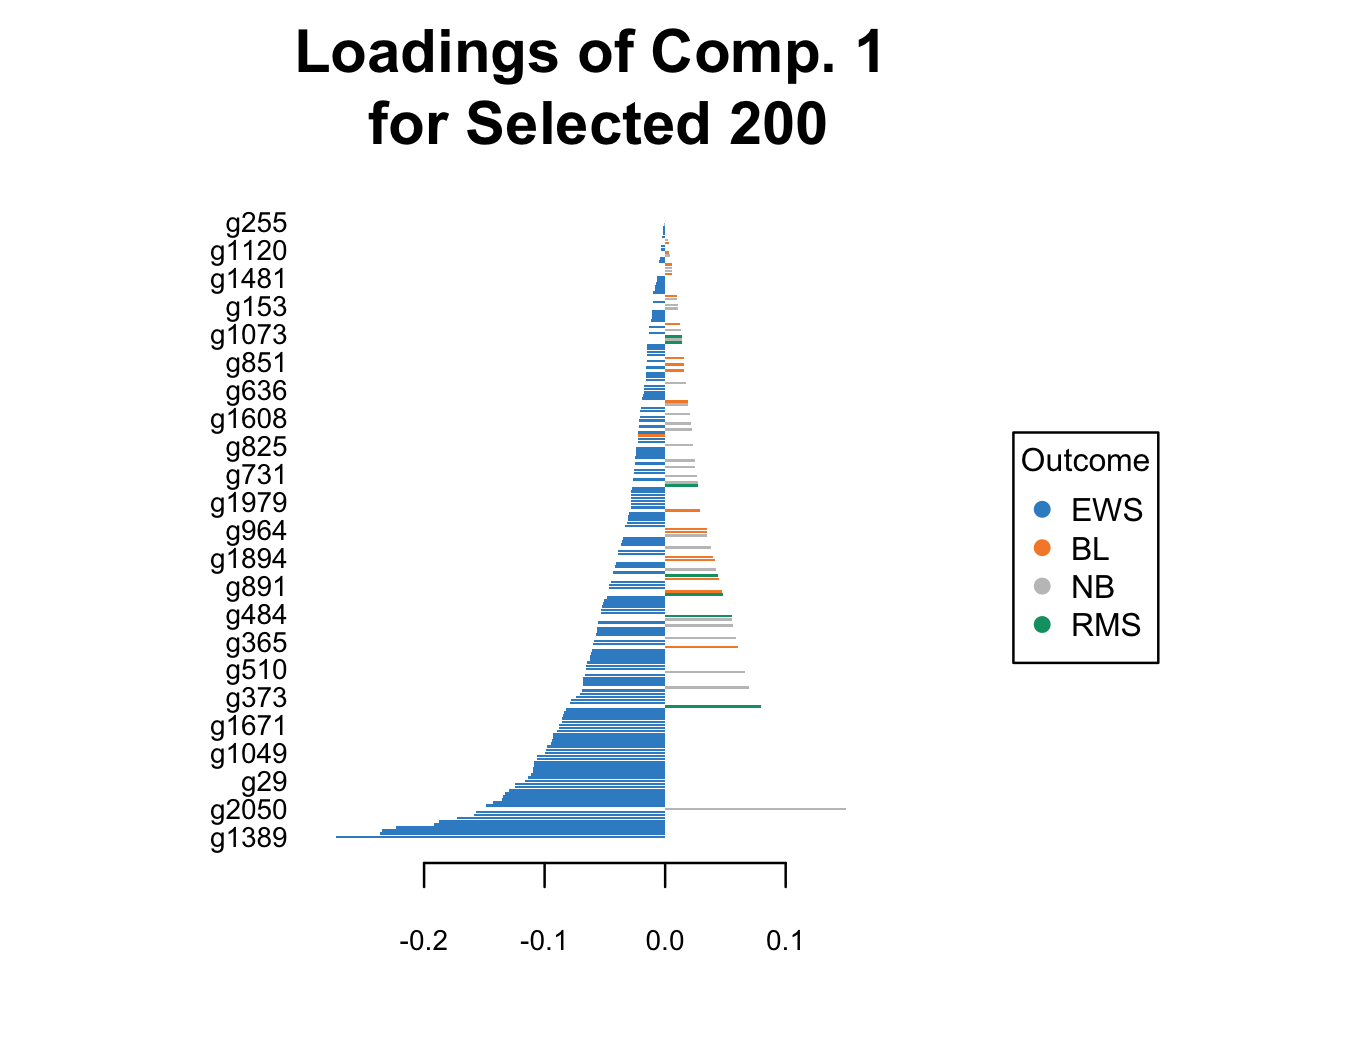 Loadings of Comp. 1
for Selected 200
g255
g1120
g1481
g153
g1073
g851
g636
g1608
g825
g731
g1979
g964
g1894
g891
g484
g365
g510
g373
g1671
g1049
g29
g2050
g1389
-0.2 -0.1 0.0 0.1
Outcome
EWS
BL
NB
RMS